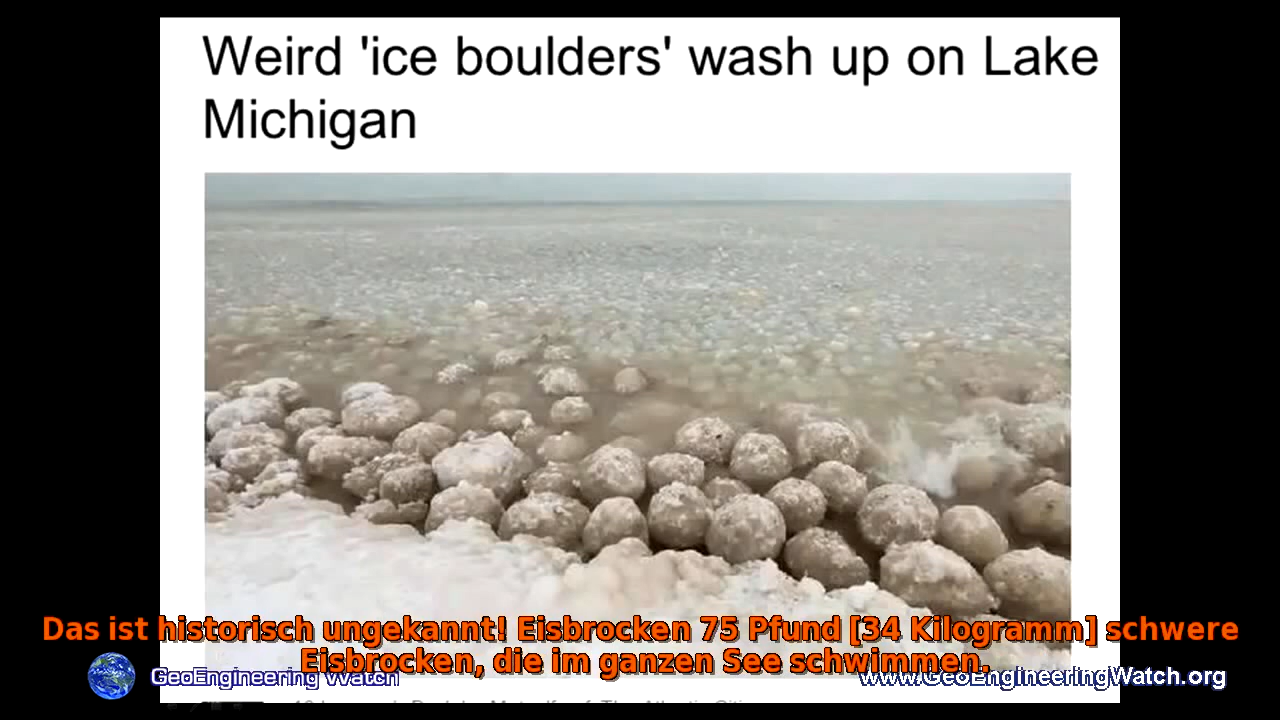 Weird 'ice boulders' wash up on Lake
Michigan
Das ist historisch ungekannt! Eisbrocken 75 Pfund [34 Kilogramm] schwere
Eisbrocken, die im ganzen See schwimmen.
GeoEngineering Watch
www.GeoEngineeringWatch.org